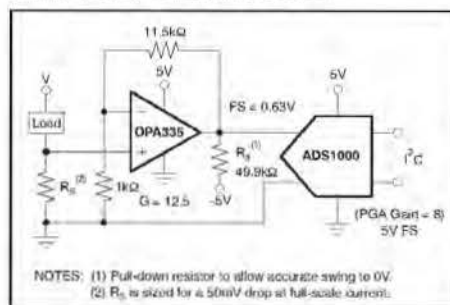 11.5kΩ
5V
5V
V
FS = 0.63V
Load
OPA335
R3(1)
ADS1000
I2C
RS(2)
49.9kΩ
1kΩ
G = 12.5
-5V
(PGA Gain = 8)
5V FS
NOTES: (1) Pull-down resistor to allow accurate swing to 0V.
(2) RS is sized for a 50mV drop at full-scale current.